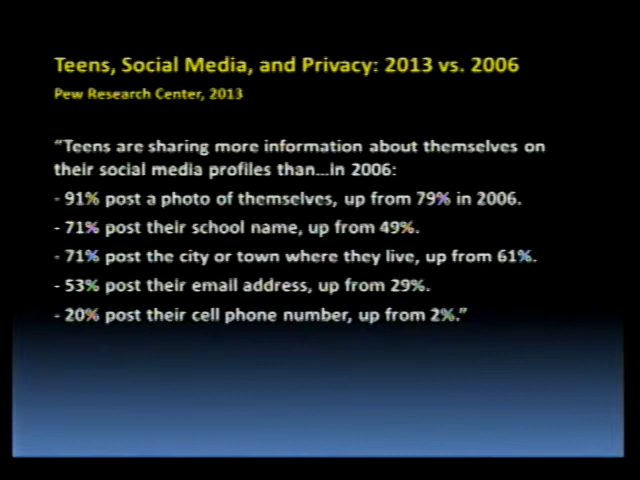 Teens, Social Media, and Privacy: 2013 vs. 2006
Pew Research Center, 2013
“Teens are sharing more information about themselves on
their social media profiles than...in 2006:
- 91% post a photo of themselves, up from 79% in 2006.
- 71% post their school name, up from 49%.
- 71% post the city or town where they live, up from 61%.
- 53% post their email address, up from 29%.
- 20% post their cell phone number, up from 2%.”